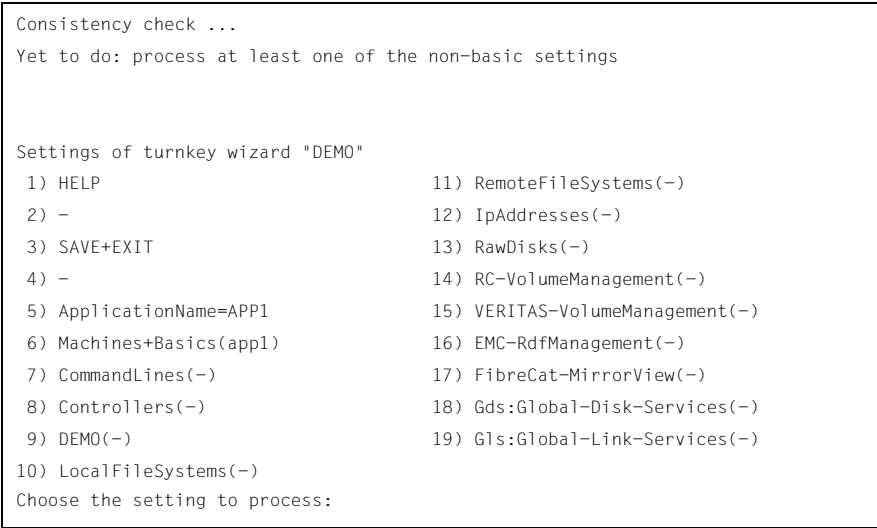 Consistency check ...
Yet to do: process at least one of the non-basic settings
Settings of turnkey wizard "DEMO"
1) HELP
2) -
3) SAVE+EXIT
4) -
5) ApplicationName=APP1
6) Machines+Basics(app1)
7) CommandLines(-)
8) Controllers(-)
9) DEMO(-)
10) LocalFileSystems(-)
11) RemoteFileSystems(-)
12) IpAddresses(-)
13) RawDisks(-)
14) RC-VolumeManagement(-)
15) VERITAS-VolumeManagement(-)
16) EMC-RdfManagement(-)
17) FibreCat-MirrorView(-)
18) Gds:Global-Disk-Services(-)
19) Gls:Global-Link-Services(-)
Choose the setting to process: